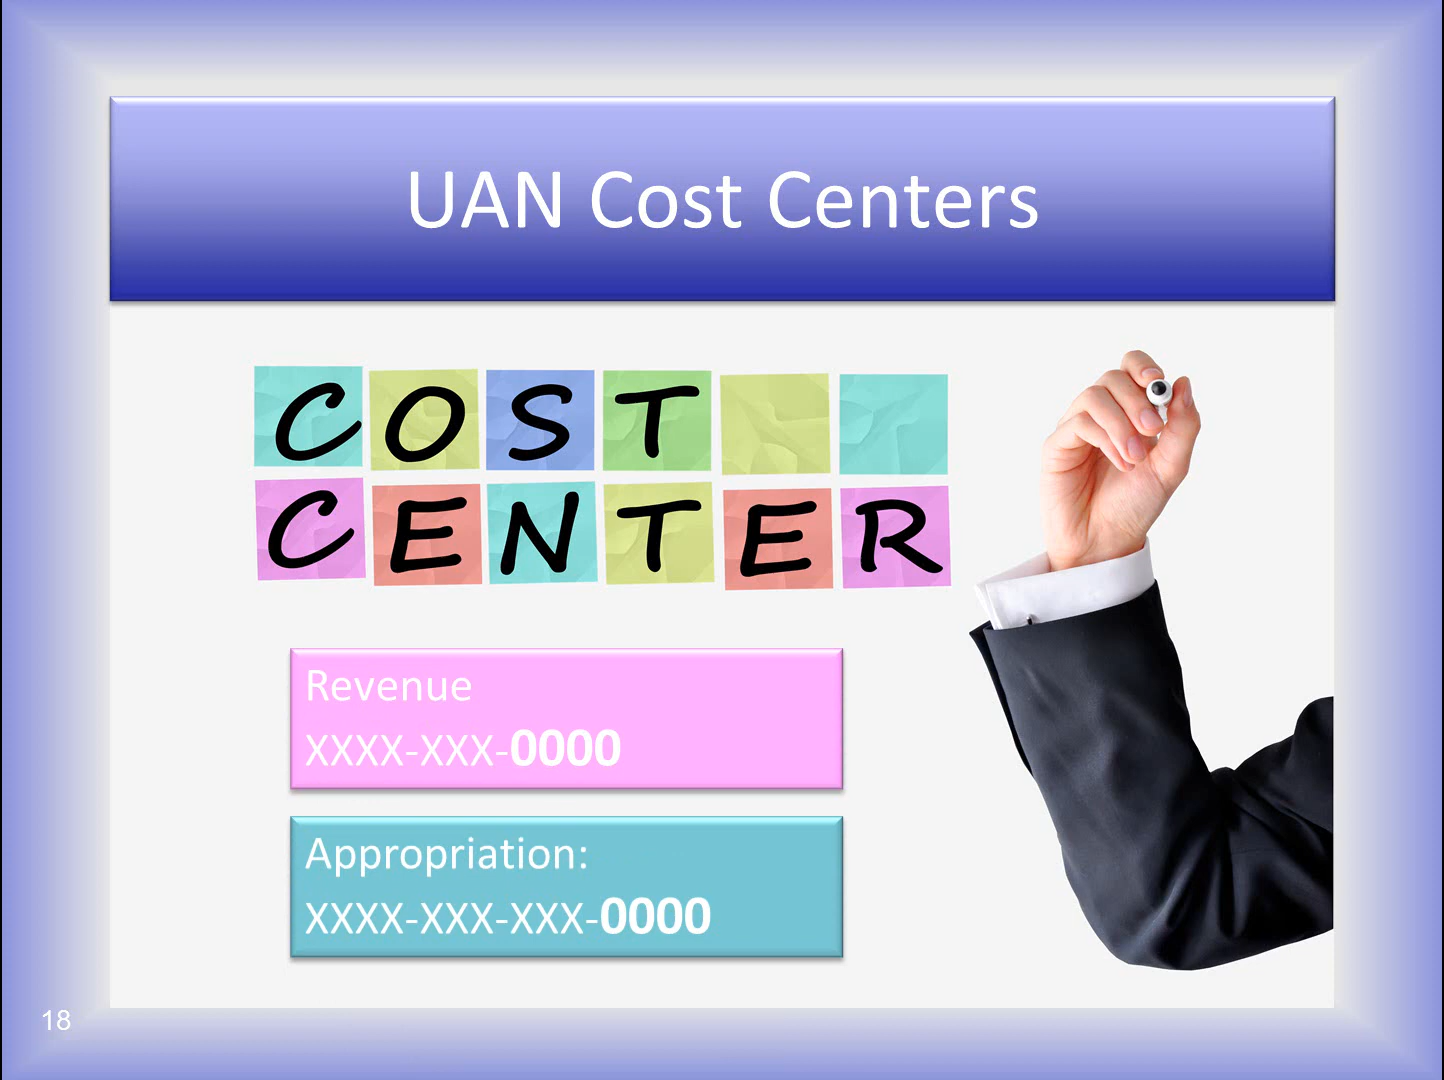 UAN Cost Centers
COST
CENTER
Revenue
XXXX-XXX-0000
Appropriation:
XXXX-XXX-XXX-0000
18